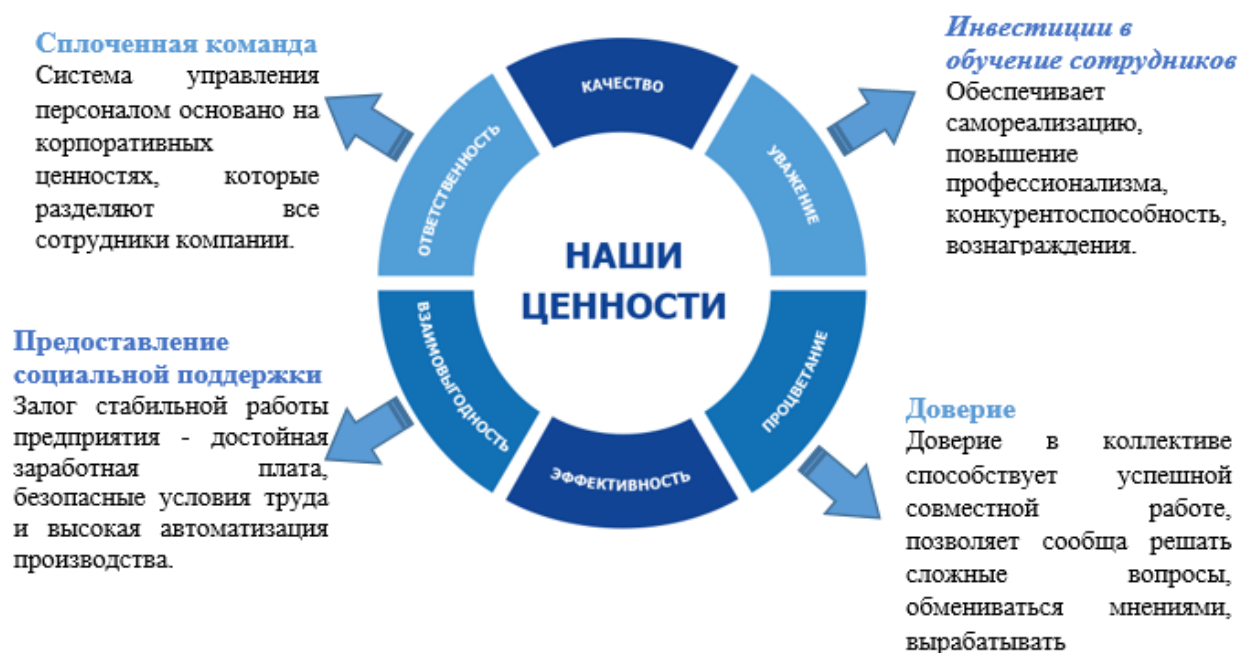 Сплоченная команда
Система управления
персоналом основано на
корпоративных
ценностях, которые
разделяют все
сотрудники компании.
Инвестиции в
обучение сотрудников
Обеспечивает
самореализацию,
повышение
профессионализма,
конкурентоспособность,
вознаграждения.
КАЧЕСТВО
ОТВЕТСТВЕННОСТЬ
УВАЖЕНИЕ
НАШИ
ЦЕННОСТИ
ВЗАИМОВЫГОДНОСТЬ
ПРОЦВЕТАНИЕ
ЭФФЕКТИВНОСТЬ
Предоставление
социальной поддержки
Залог стабильной работы
предприятия - достойная
заработная плата,
безопасные условия труда
и высокая автоматизация
производства.
Доверие
Доверие в коллективе
способствует успешной
совместной работе,
позволяет сообща решать
сложные вопросы,
обмениваться мнениями,
вырабатывать